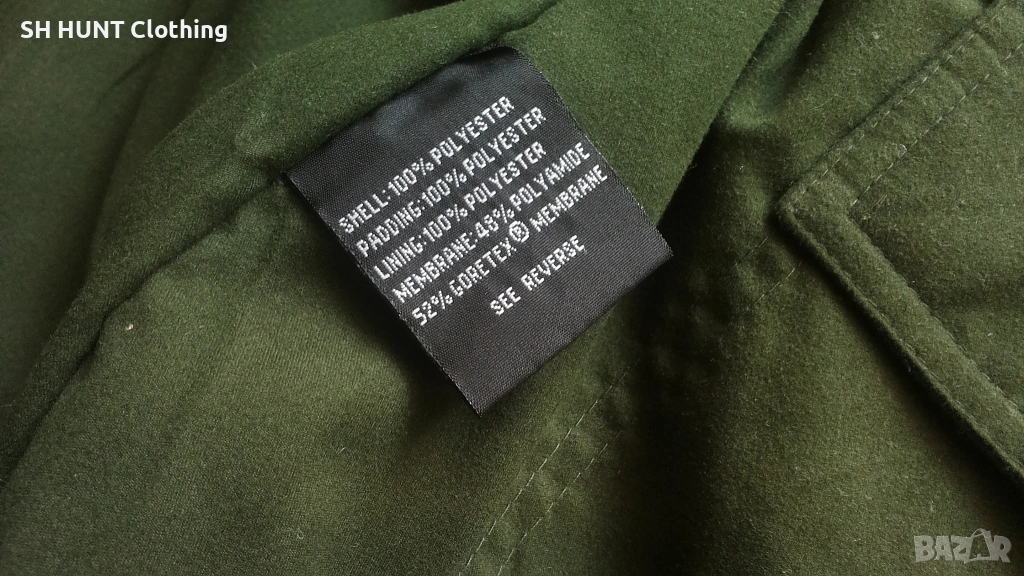 SH HUNT Clothing
SHELL:100% POLYESTER
PADDING:100% POLYESTER
LINING:100% POLYESTER
MEMBRANE:48% POLYAMIDE
52% GORETEX® MEMBRANE
SEE REVERSE
BAZAR